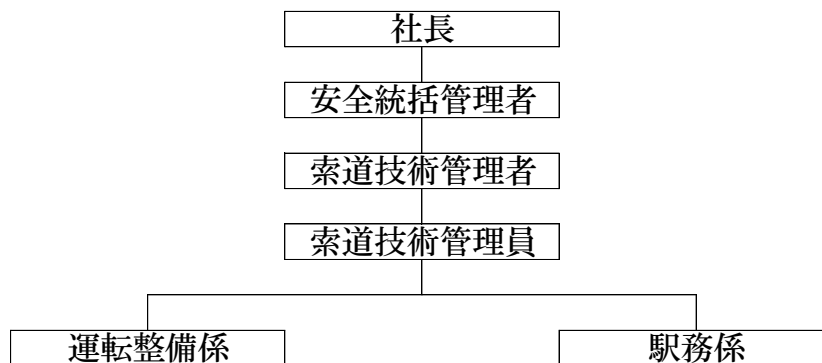 社長
安全統括管理者
索道技術管理者
索道技術管理員
運転整備係
駅務係